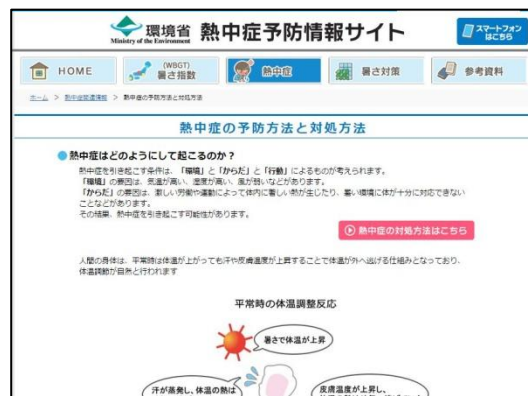 環境省
Ministry of the Environment
熱中症予防情報サイト
スマートフォン
はこちら
HOME
(WBGT)
暑さ指数
熱中症
暑さ対策
参考資料
ホーム > 熱中症関連情報 > 熱中症の予防方法と対処方法
熱中症の予防方法と対処方法
熱中症はどのようにして起こるのか？
熱中症を引き起こす条件は、「環境」と「からだ」と「行動」によるものが考えられます。
「環境」の要因は、気温が高い、湿度が高い、風が弱いなどがあります。
「からだ」の要因は、激しい労働や運動によって体内に著しい熱が生じたり、暑い環境に体が十分に対応できない
ことなどがあります。
その結果、熱中症を引き起こす可能性があります。
熱中症の対処方法はこちら
人間の身体は、平常時は体温が上がっても汗や皮膚温度が上昇することで体温が外へ逃げる仕組みとなっており、
体温調節が自然と行われます
平常時の体温調整反応
暑さで体温が上昇
汗が蒸発し、体温の熱は
皮膚温度が上昇し、